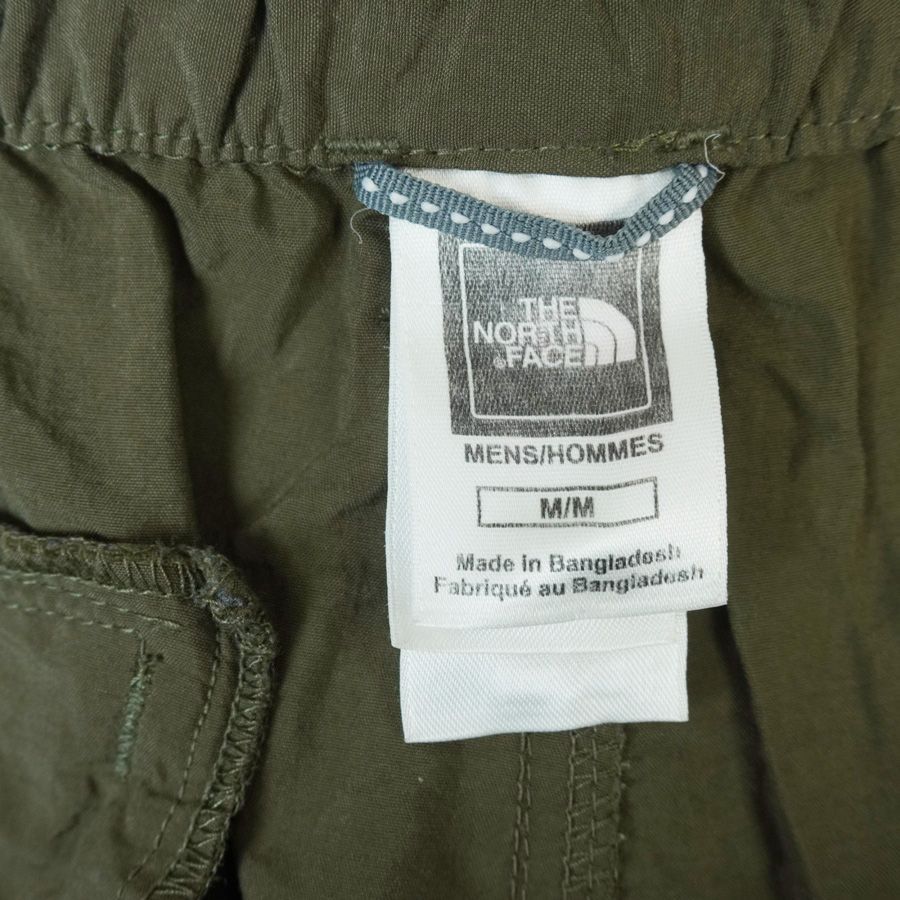 THE
NORTH
®FACE
MENS/HOMMES
M/M
Made in Bangladesh
Fabriqué au Bangladesh